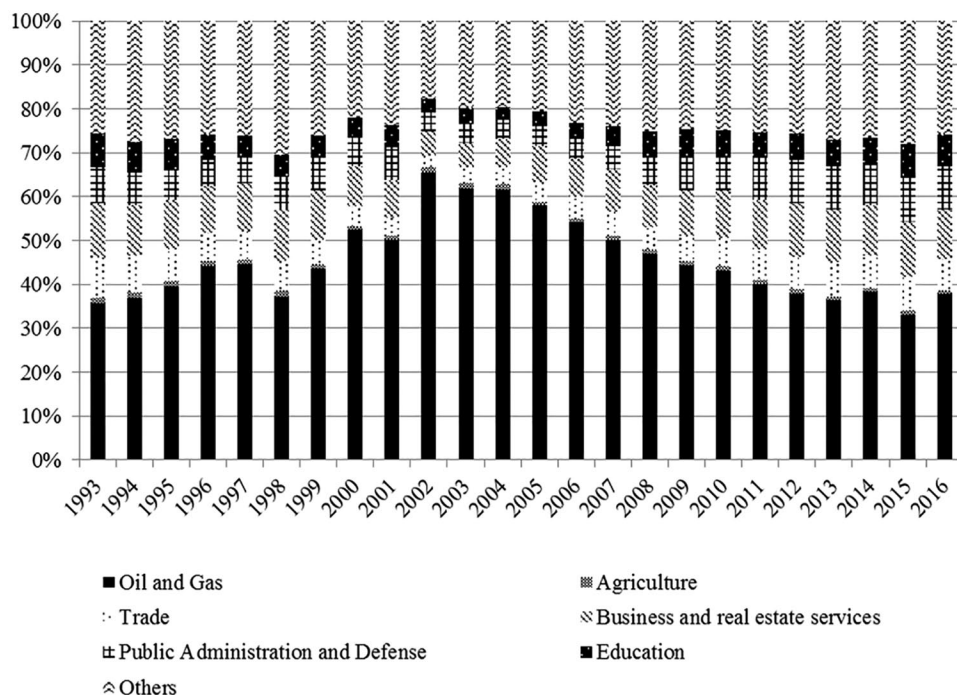 100%
90%
80%
70%
60%
50%
40%
30%
20%
10%
0%
1993 1994 1995 1996 1997 1998 1999 2000 2001 2002 2003 2004 2005 2006 2007 2008 2009 2010 2011 2012 2013 2014 2015 2016
Oil and Gas Agriculture
Trade Business and real estate services
Public Administration and Defense Education
Others